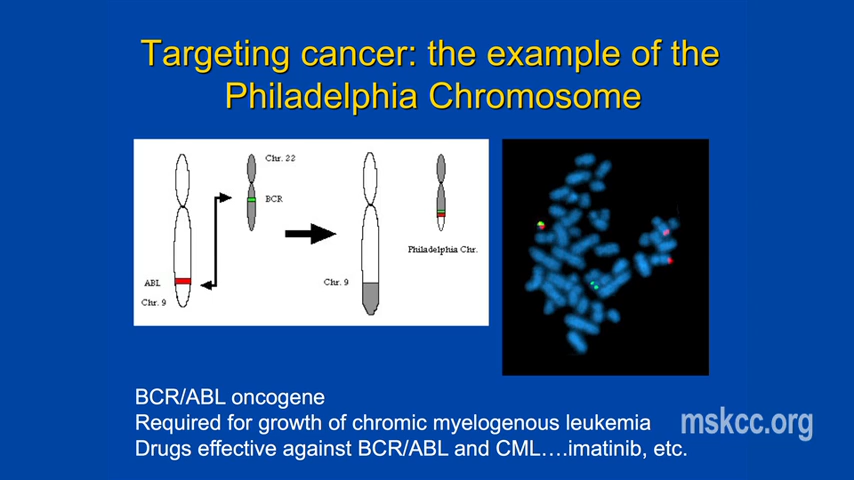 Targeting cancer: the example of the
Philadelphia Chromosome
Chr. 22
BCR
ABL
Chr. 9
Chr. 9
Philadelphia Chr.
BCR/ABL oncogene
Required for growth of chromic myelogenous leukemia
Drugs effective against BCR/ABL and CML....imatinib, etc.
mskcc.org